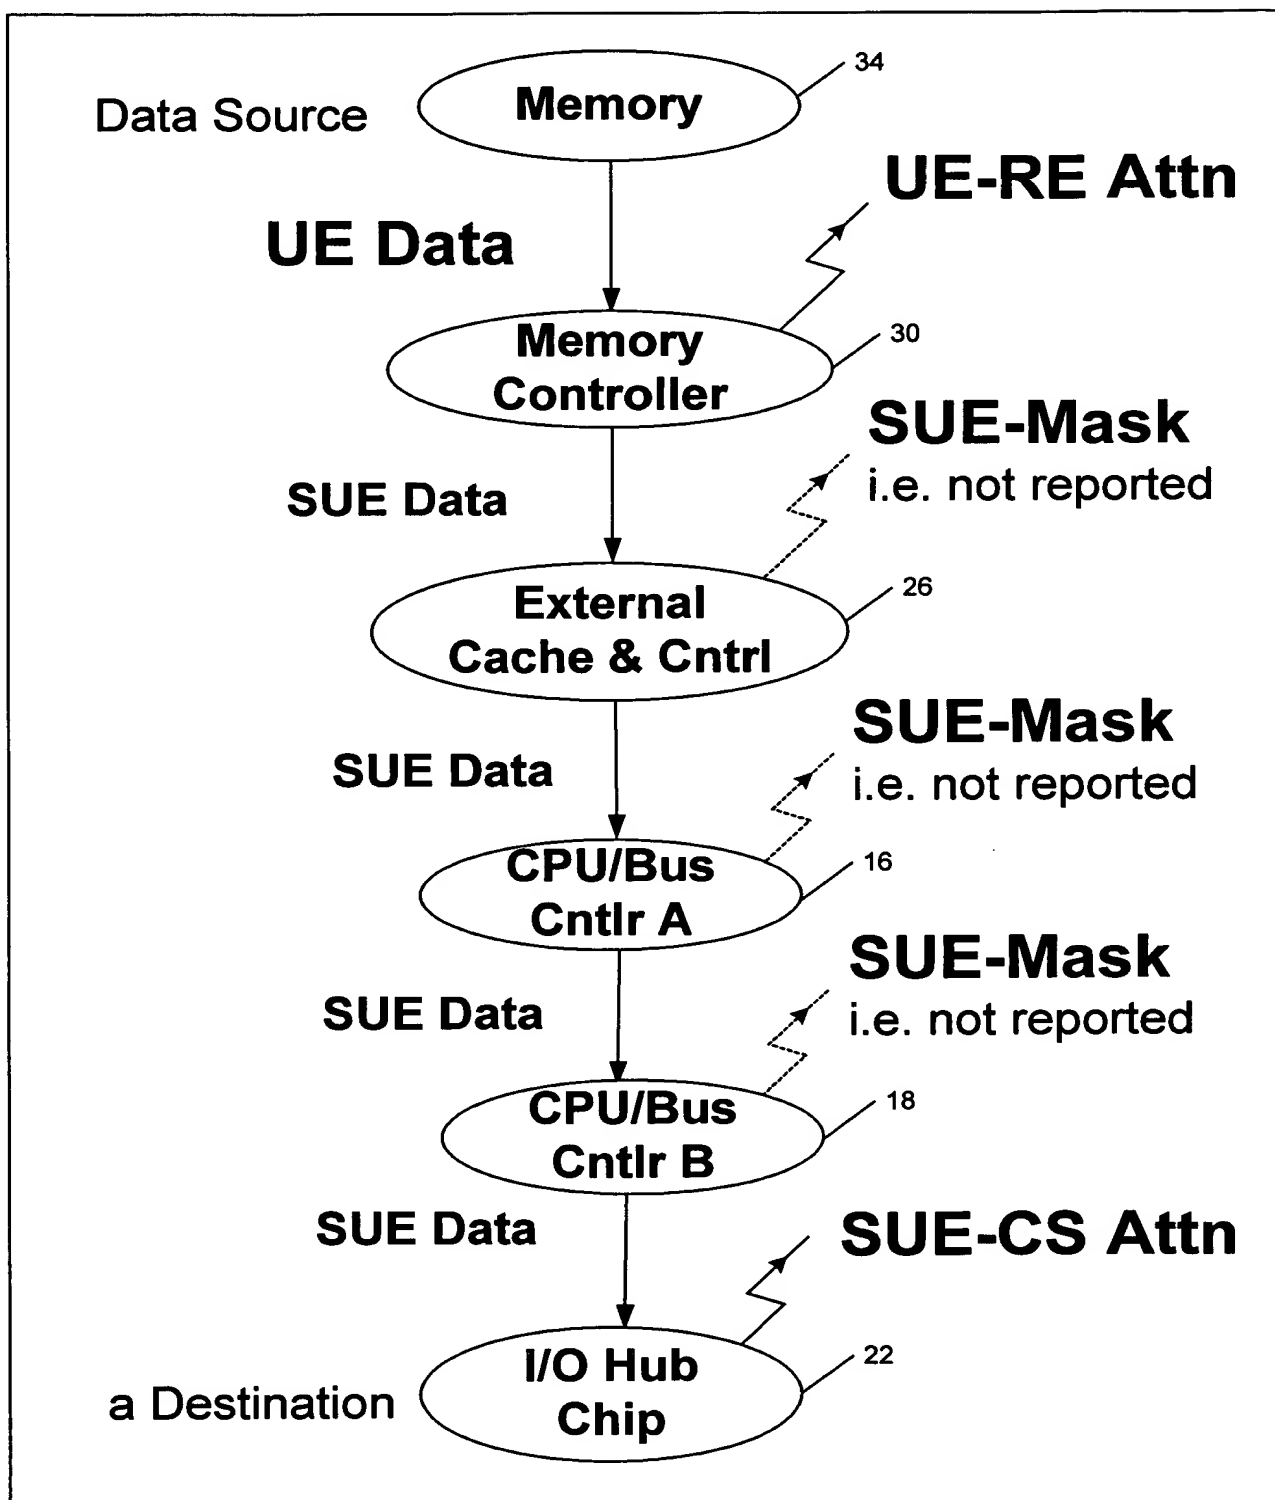 34
Data Source
Memory
UE-RE Attn
UE Data
30
Memory
Controller
SUE-Mask
i.e. not reported
SUE Data
26
External
Cache & Cntrl
SUE-Mask
i.e. not reported
SUE Data
16
CPU/Bus
Cntlr A
SUE-Mask
i.e. not reported
SUE Data
18
CPU/Bus
Cntlr B
SUE-CS Attn
SUE Data
22
I/O Hub
Chip
a Destination